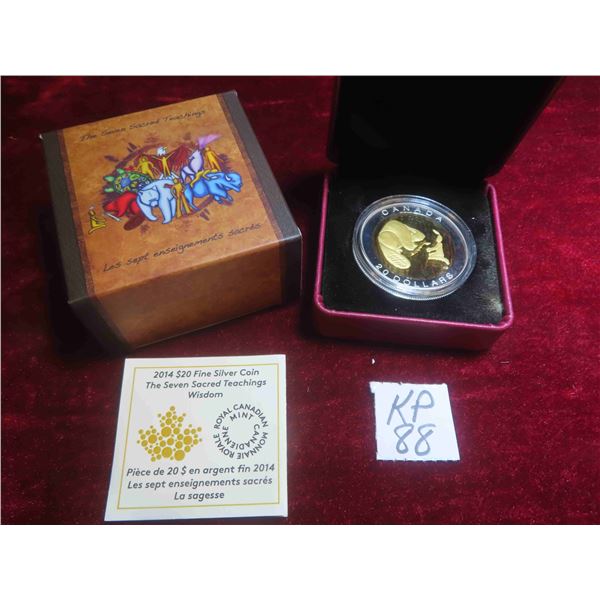 The Seven Sacred Teachings
Les sept enseignements sacrés
CANADA
20 DOLLARS
2014 $20 Fine Silver Coin
The Seven Sacred Teachings
Wisdom
ROYAL CANADIAN MINT
MONNAIE ROYALE CANADIENNE
Pièce de 20 $ en argent fin 2014
Les sept enseignements sacrés
La sagesse
KP
88